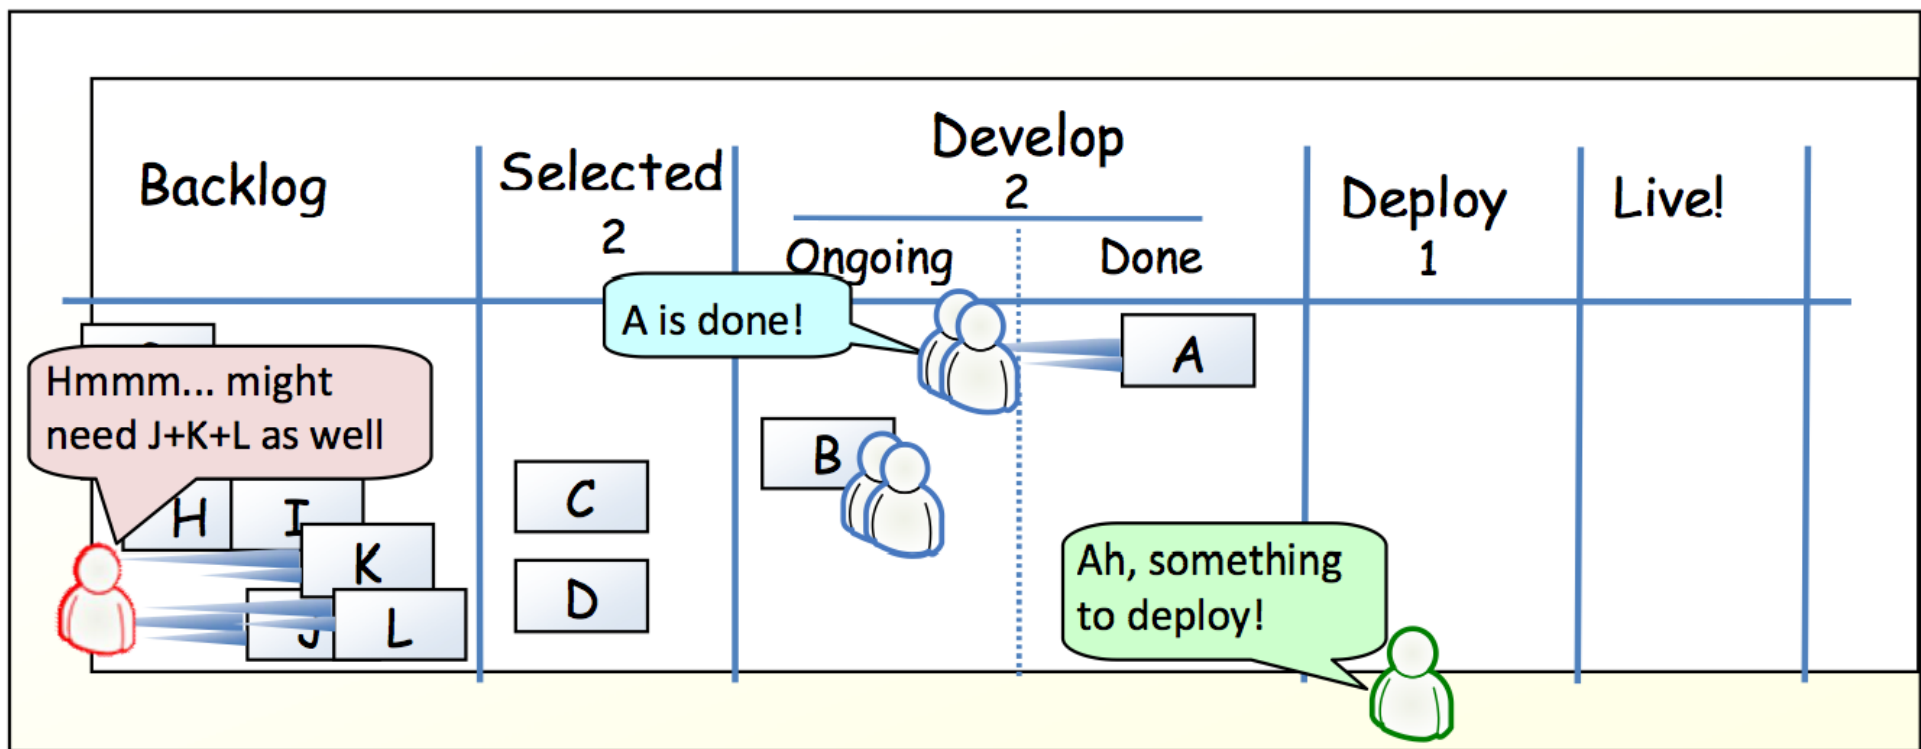 Backlog
Selected
2
Develop
2
Ongoing
Done
Deploy
1
Live!
A is done!
A
Hmmm... might
need J+K+L as well
B
C
D
H
I
K
J
L
Ah, something
to deploy!